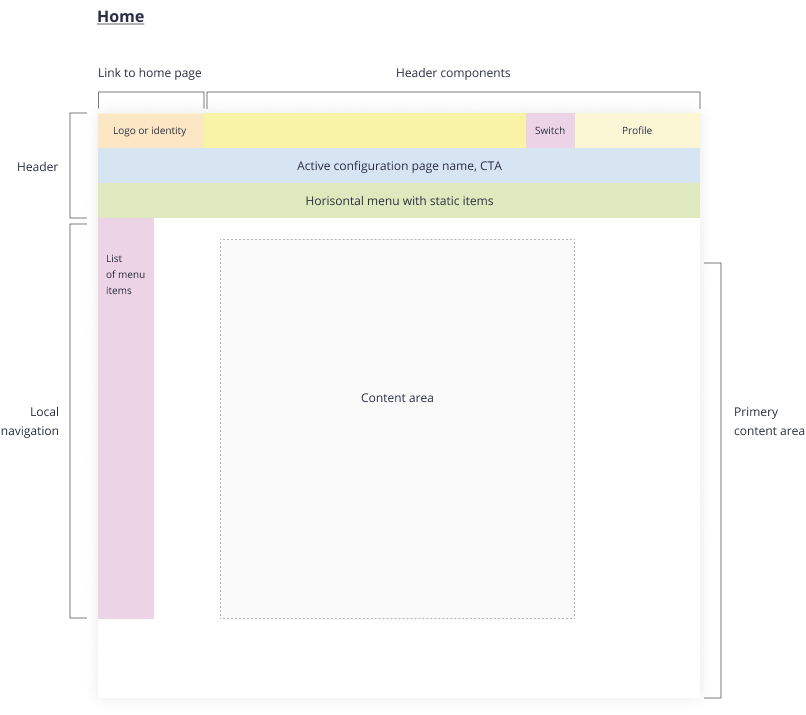 Home
Link to home page
Header components
Logo or identity
Switch
Profile
Header
Active configuration page name, CTA
Horisontal menu with static items
List
of menu
items
Content area
Local
navigation
Primery
content area